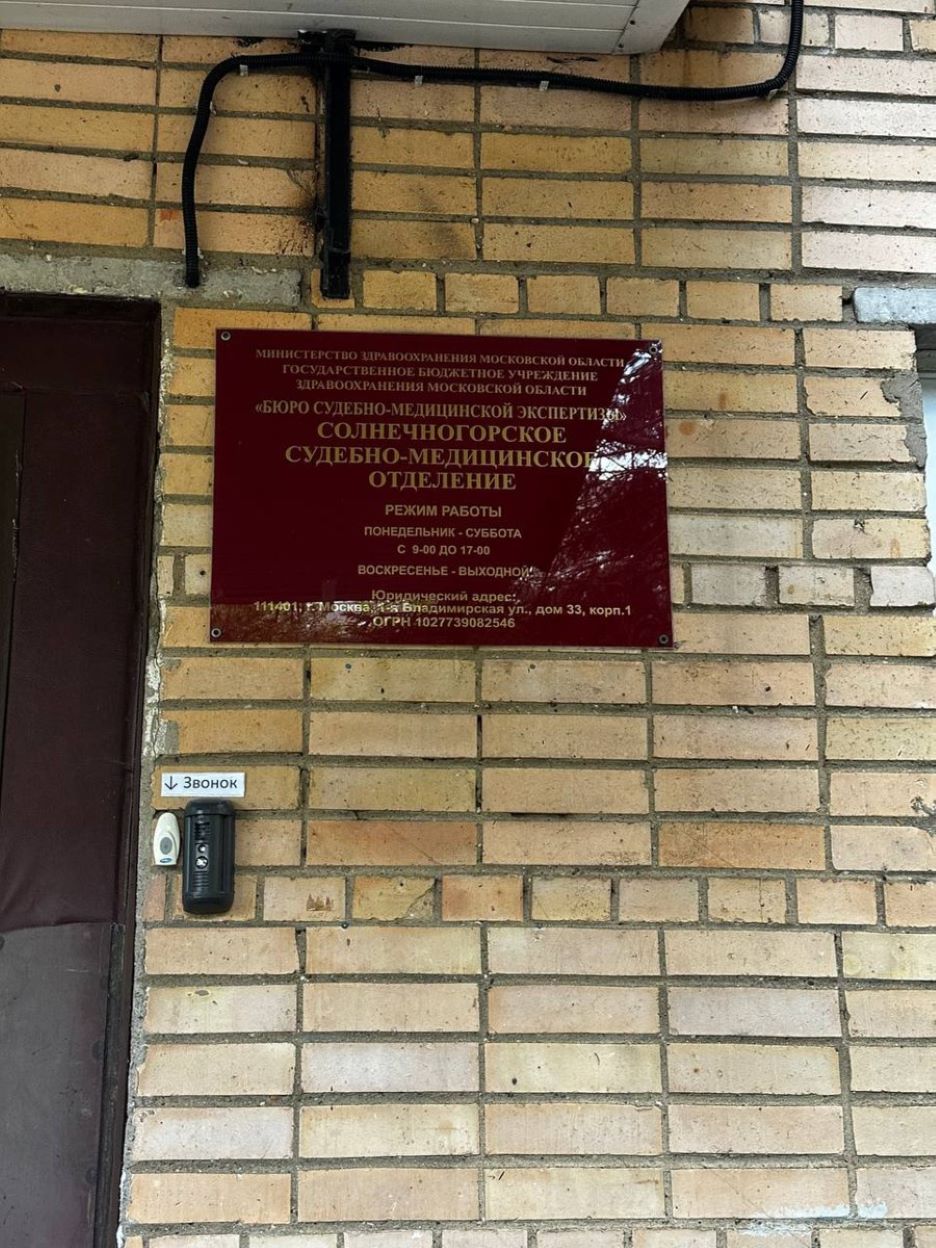 МИНИСТЕРСТВО ЗДРАВООХРАНЕНИЯ МОСКОВСКОЙ ОБЛАСТИ
ГОСУДАРСТВЕННОЕ БЮДЖЕТНОЕ УЧРЕЖДЕНИЕ
ЗДРАВООХРАНЕНИЯ МОСКОВСКОЙ ОБЛАСТИ
«БЮРО СУДЕБНО-МЕДИЦИНСКОЙ ЭКСПЕРТИЗЫ»
СОЛНЕЧНОГОРСКОЕ
СУДЕБНО-МЕДИЦИНСКОЕ
ОТДЕЛЕНИЕ
РЕЖИМ РАБОТЫ
ПОНЕДЕЛЬНИК - СУББОТА
С 9-00 ДО 17-00
ВОСКРЕСЕНЬЕ - ВЫХОДНОЙ
Юридический адрес:
111401, г. Москва, 1-я Владимирская ул., дом 33, корп.1
ОГРН 1027739082546
↓ Звонок